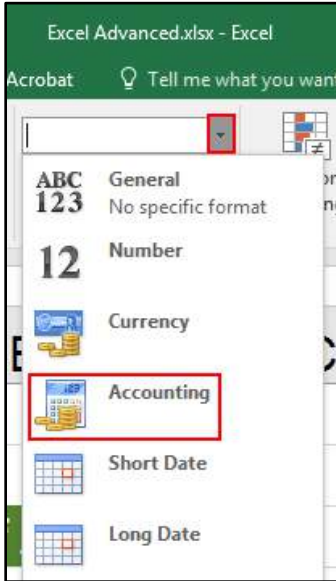 Excel Advanced.xlsx - Excel
Acrobat Tell me what you want
ABC
123
General
No specific format
12
Number
Currency
Accounting
Short Date
Long Date